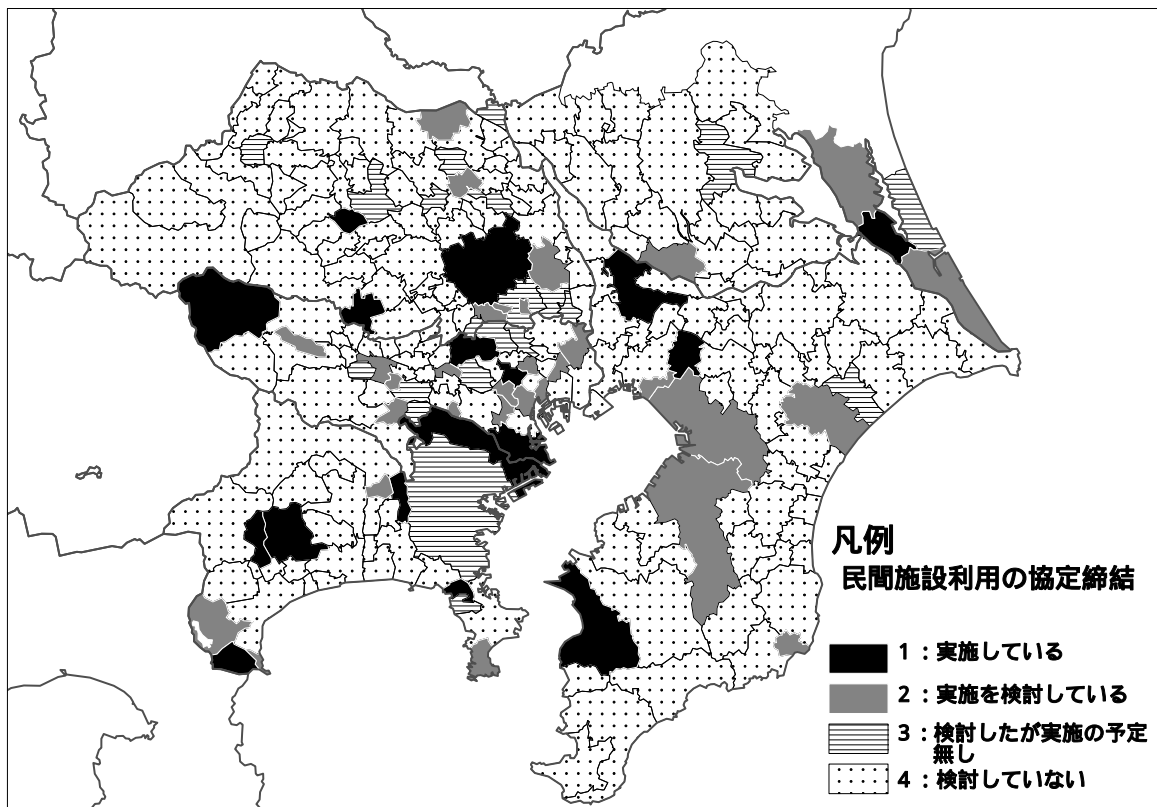 凡例
民間施設利用の協定締結
1：実施している
2：実施を検討している
3：検討したが実施の予定
無し
4：検討していない